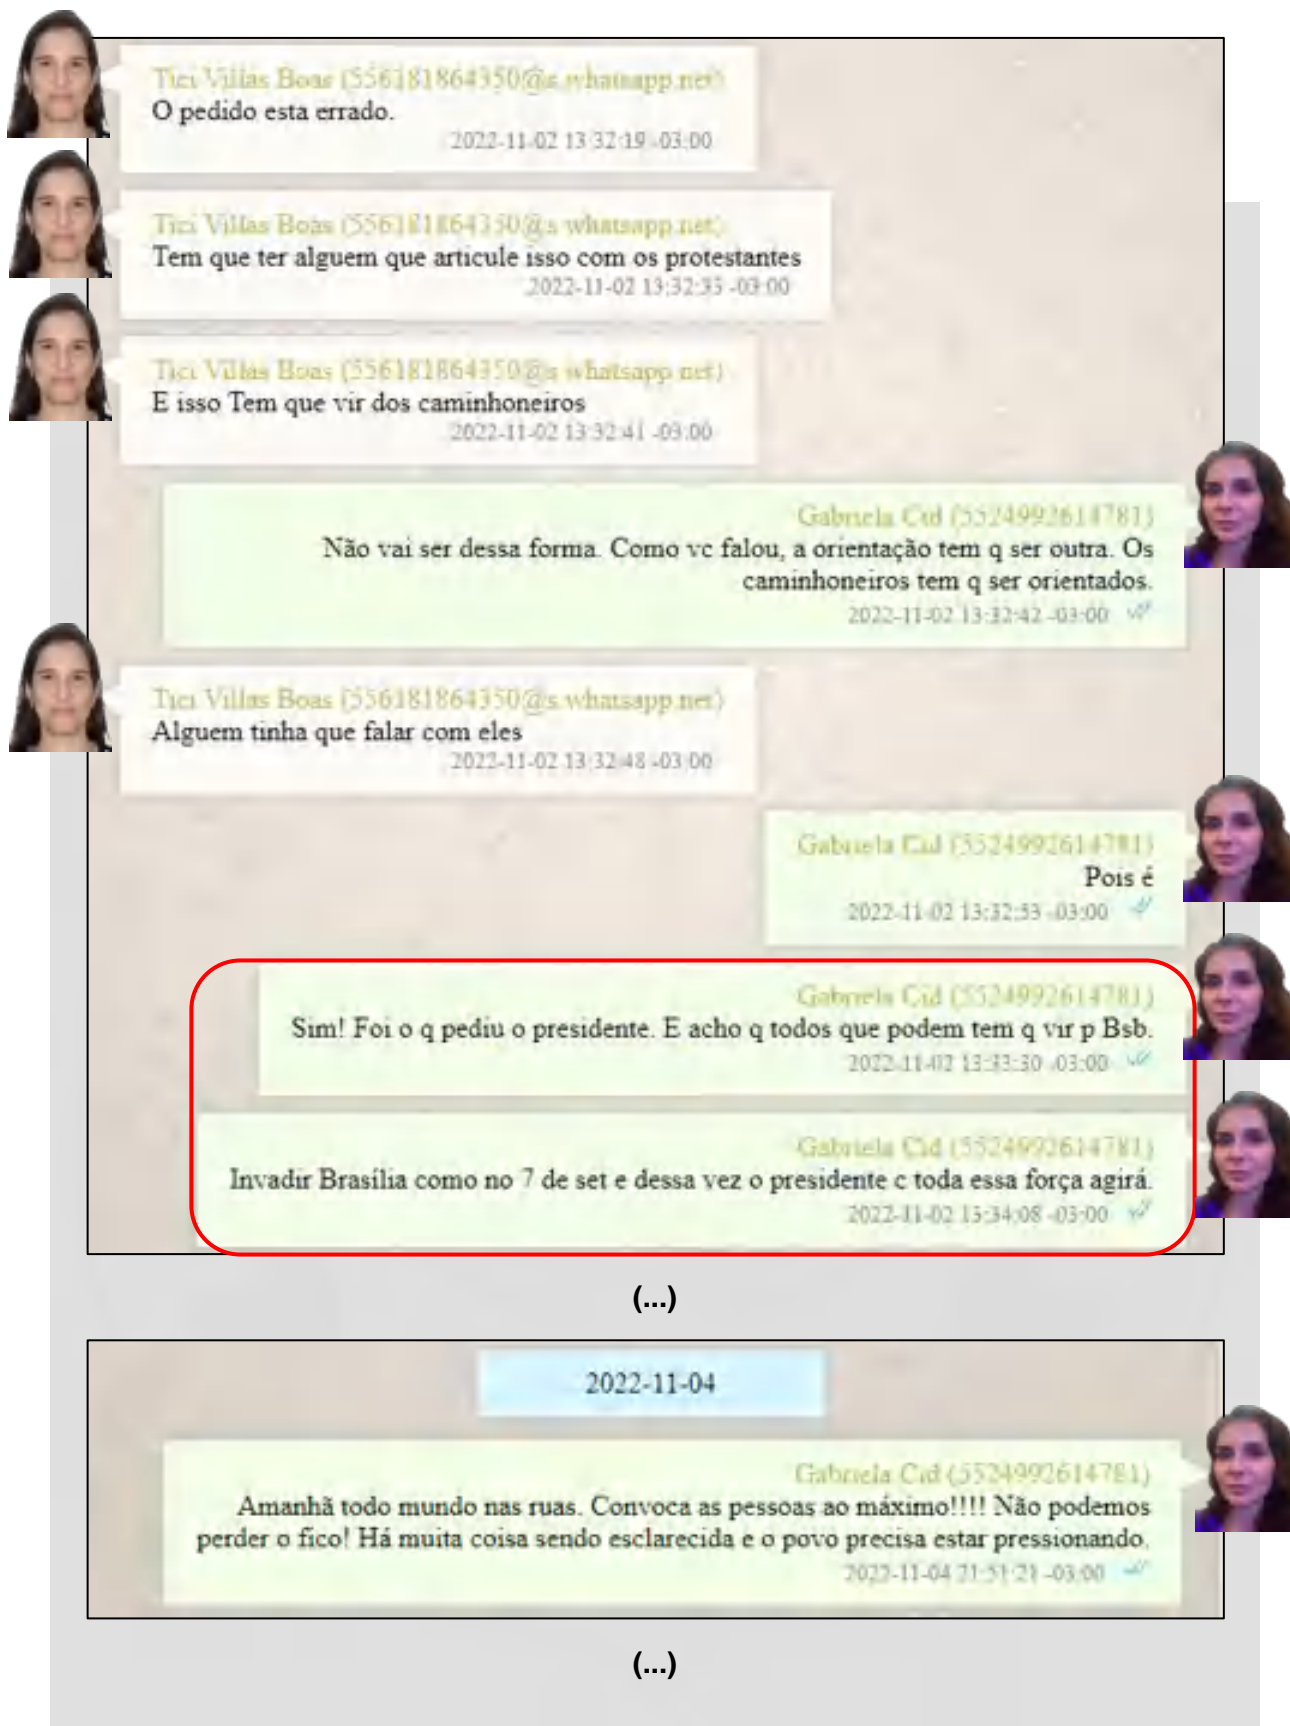 Tici Villas Boas (556181864350@s.whatsapp.net)
O pedido esta errado.
2022-11-02 13:32:19 -03:00
Tici Villas Boas (556181864350@s.whatsapp.net)
Tem que ter alguem que articule isso com os protestantes
2022-11-02 13:32:35 -03:00
Tici Villas Boas (556181864350@s.whatsapp.net)
E isso Tem que vir dos caminhoneiros
2022-11-02 13:32:41 -03:00
Gabriela Cid (5524992614781)
Não vai ser dessa forma. Como vc falou, a orientação tem q ser outra. Os
caminhoneiros tem q ser orientados.
2022-11-02 13:32:42 -03:00
Tici Villas Boas (556181864350@s.whatsapp.net)
Alguem tinha que falar com eles
2022-11-02 13:32:48 -03:00
Gabriela Cid (5524992614781)
Pois é
2022-11-02 13:32:53 -03:00
Gabriela Cid (5524992614781)
Sim! Foi o q pediu o presidente. E acho q todos que podem tem q vir p Bsb.
2022-11-02 13:33:30 -03:00
Gabriela Cid (5524992614781)
Invadir Brasília como no 7 de set e dessa vez o presidente c toda essa força agirá.
2022-11-02 13:34:08 -03:00
(...)
2022-11-04
Gabriela Cid (5524992614781)
Amanhã todo mundo nas ruas. Convoca as pessoas ao máximo!!!! Não podemos
perder o fico! Há muita coisa sendo esclarecida e o povo precisa estar pressionando.
2022-11-04 21:51:21 -03:00
(...)